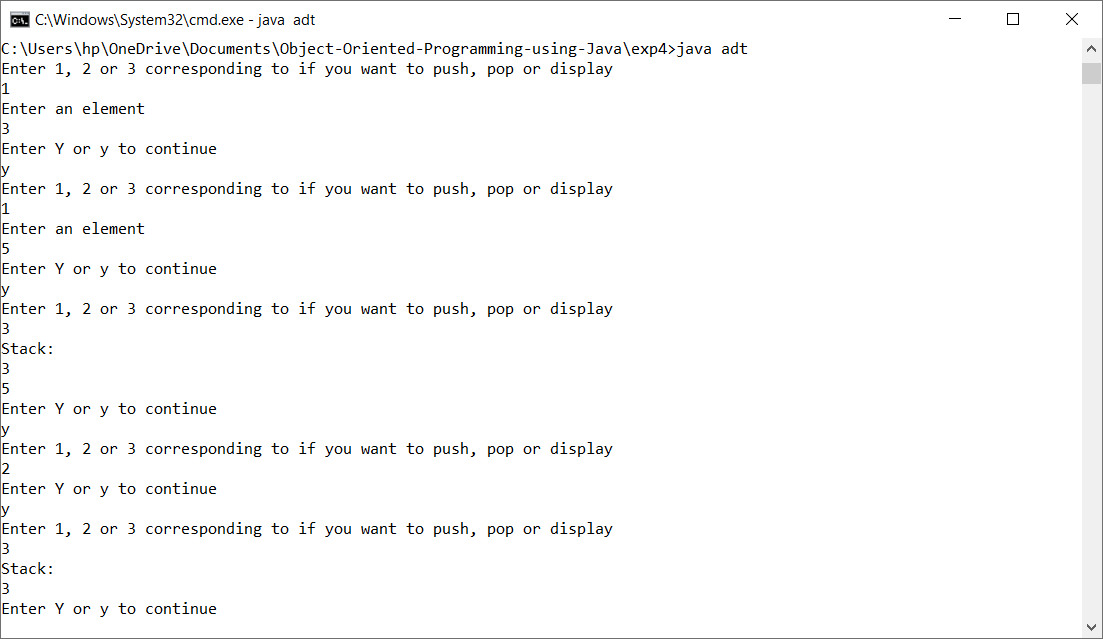 C:\Windows\System32\cmd.exe - java  adt
C:\Users\hp\OneDrive\Documents\Object-Oriented-Programming-using-Java\exp4>java adt
Enter 1, 2 or 3 corresponding to if you want to push, pop or display
1
Enter an element
3
Enter Y or y to continue
y
Enter 1, 2 or 3 corresponding to if you want to push, pop or display
1
Enter an element
5
Enter Y or y to continue
y
Enter 1, 2 or 3 corresponding to if you want to push, pop or display
3
Stack:
3
5
Enter Y or y to continue
y
Enter 1, 2 or 3 corresponding to if you want to push, pop or display
2
Enter Y or y to continue
y
Enter 1, 2 or 3 corresponding to if you want to push, pop or display
3
Stack:
3
Enter Y or y to continue